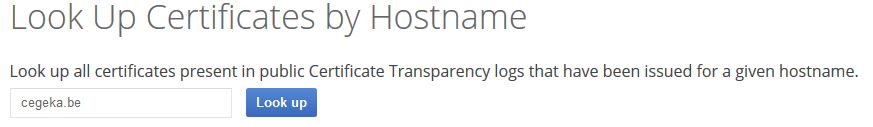 Look Up Certificates by Hostname
Look up all certificates present in public Certificate Transparency logs that have been issued for a given hostname.
cegeka.be Look up